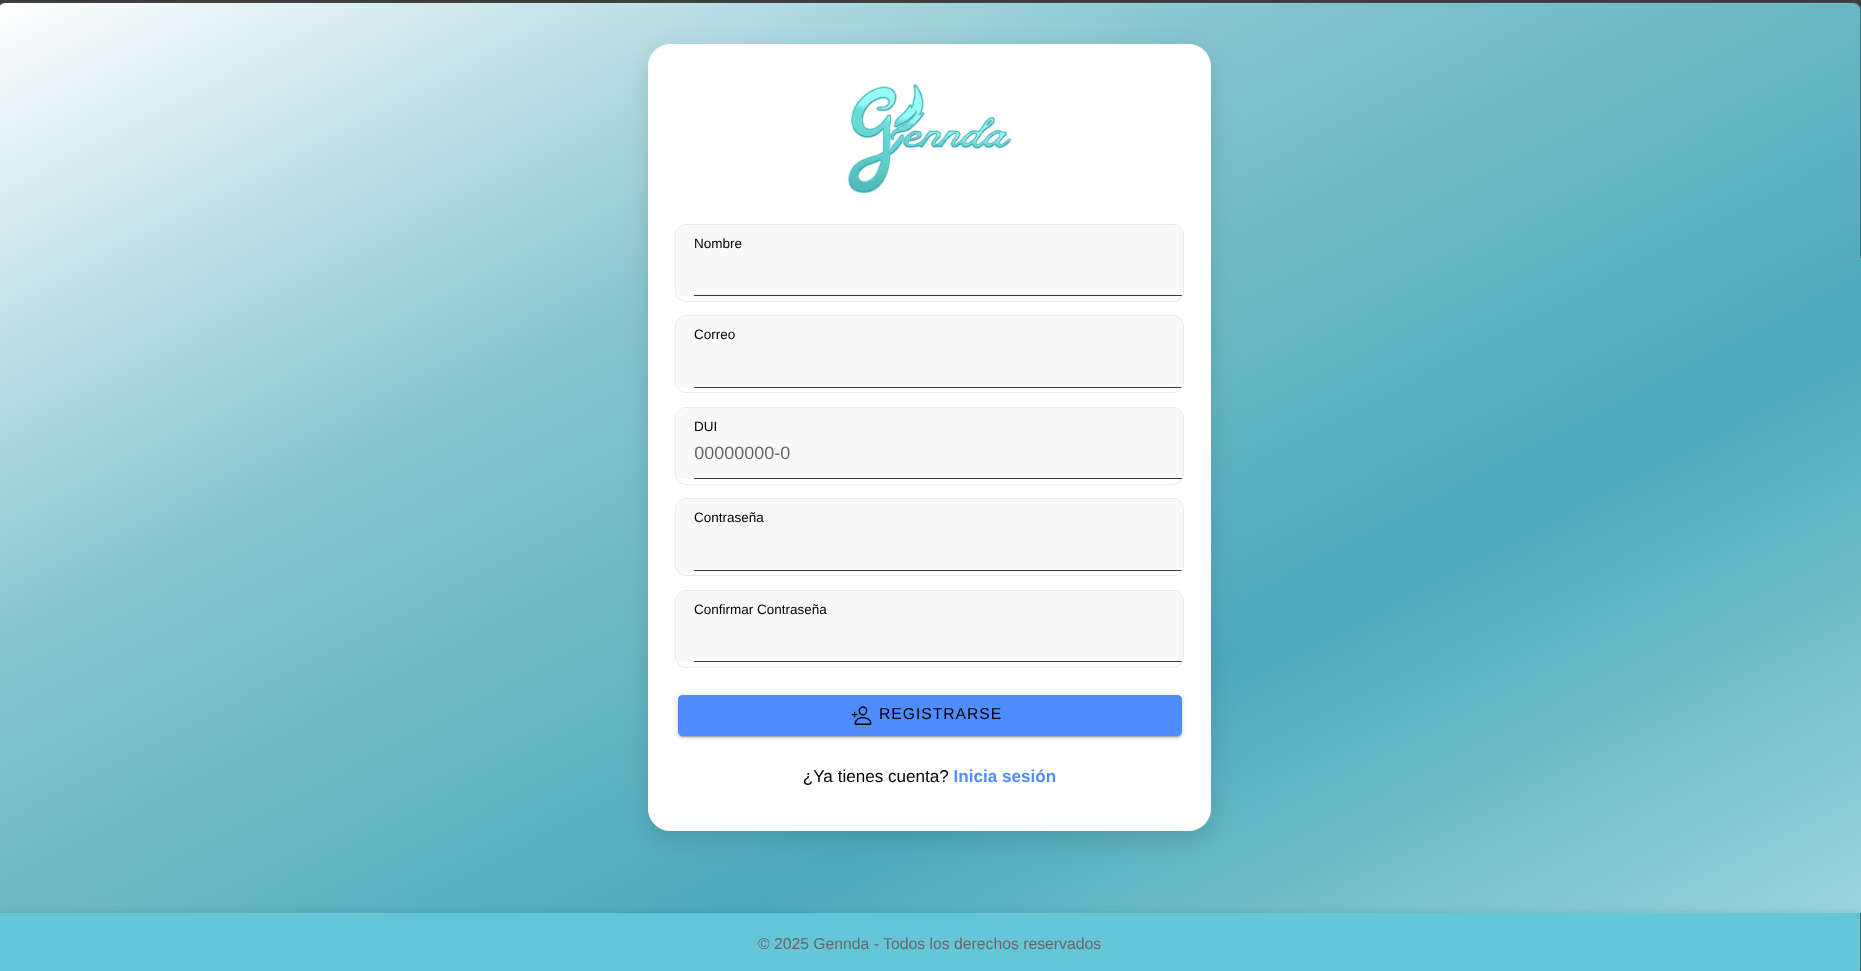 Gennda
Nombre
Correo
DUI
00000000-0
Contraseña
Confirmar Contraseña
REGISTRARSE
¿Ya tienes cuenta? Inicia sesión
© 2025 Gennda - Todos los derechos reservados